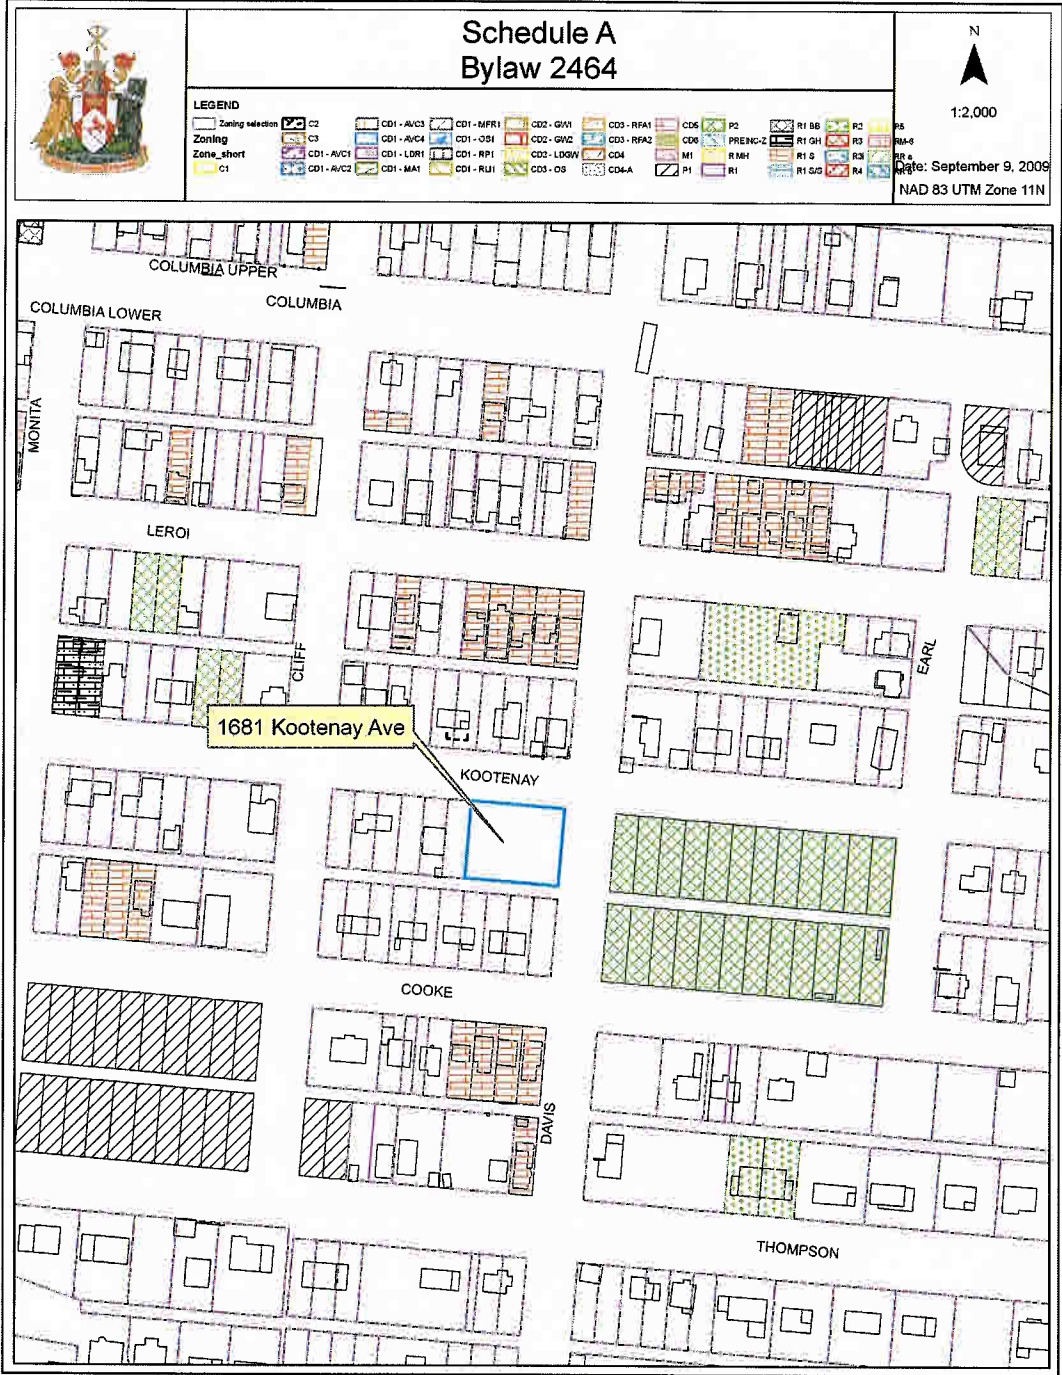 Schedule A
Bylaw 2464
N
1:2,000
Date: September 9, 2009
NAD 83 UTM Zone 11N
LEGEND
Zoning selection
Zoning
Zone_short
C1
C2
C3
CD1 - AVC1
CD1 - AVC2
CD1 - AVC3
CD1 - AVC4
CD1 - LDR1
CD1 - MA1
CD1 - MFR1
CD1 - OS1
CD1 - RP1
CD1 - RU1
CD2 - GW1
CD2 - GW2
CD2 - LDGW
CD3 - OS
CD3 - RFA1
CD3 - RFA2
CD4
CD4-A
CD5
CD6
M1
P1
P2
PREINC-Z
R MH
R1
R1 BB
R1 GH
R1 S
R1 S/S
R2
R3
R3I
R4
R5
RM-6
COLUMBIA UPPER
COLUMBIA
COLUMBIA LOWER
MONITA
LEROI
CLIFF
EARL
1681 Kootenay Ave
KOOTENAY
COOKE
DAVIS
THOMPSON